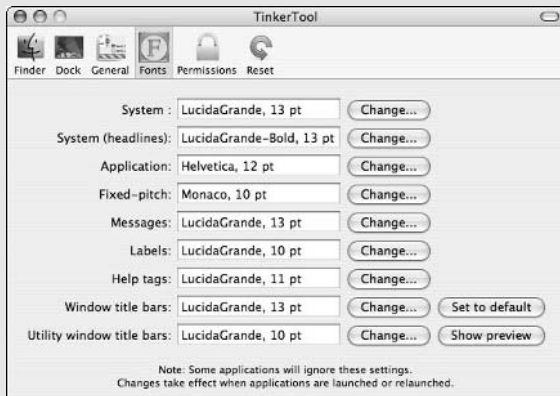 TinkerTool
Finder Dock General Fonts Permissions Reset
System : LucidaGrande, 13 pt Change...
System (headlines): LucidaGrande-Bold, 13 pt Change...
Application: Helvetica, 12 pt Change...
Fixed-pitch: Monaco, 10 pt Change...
Messages: LucidaGrande, 13 pt Change...
Labels: LucidaGrande, 10 pt Change...
Help tags: LucidaGrande, 11 pt Change...
Window title bars: LucidaGrande, 13 pt Change... Set to default
Utility window title bars: LucidaGrande, 10 pt Change... Show preview
Note: Some applications will ignore these settings.
Changes take effect when applications are launched or relaunched.